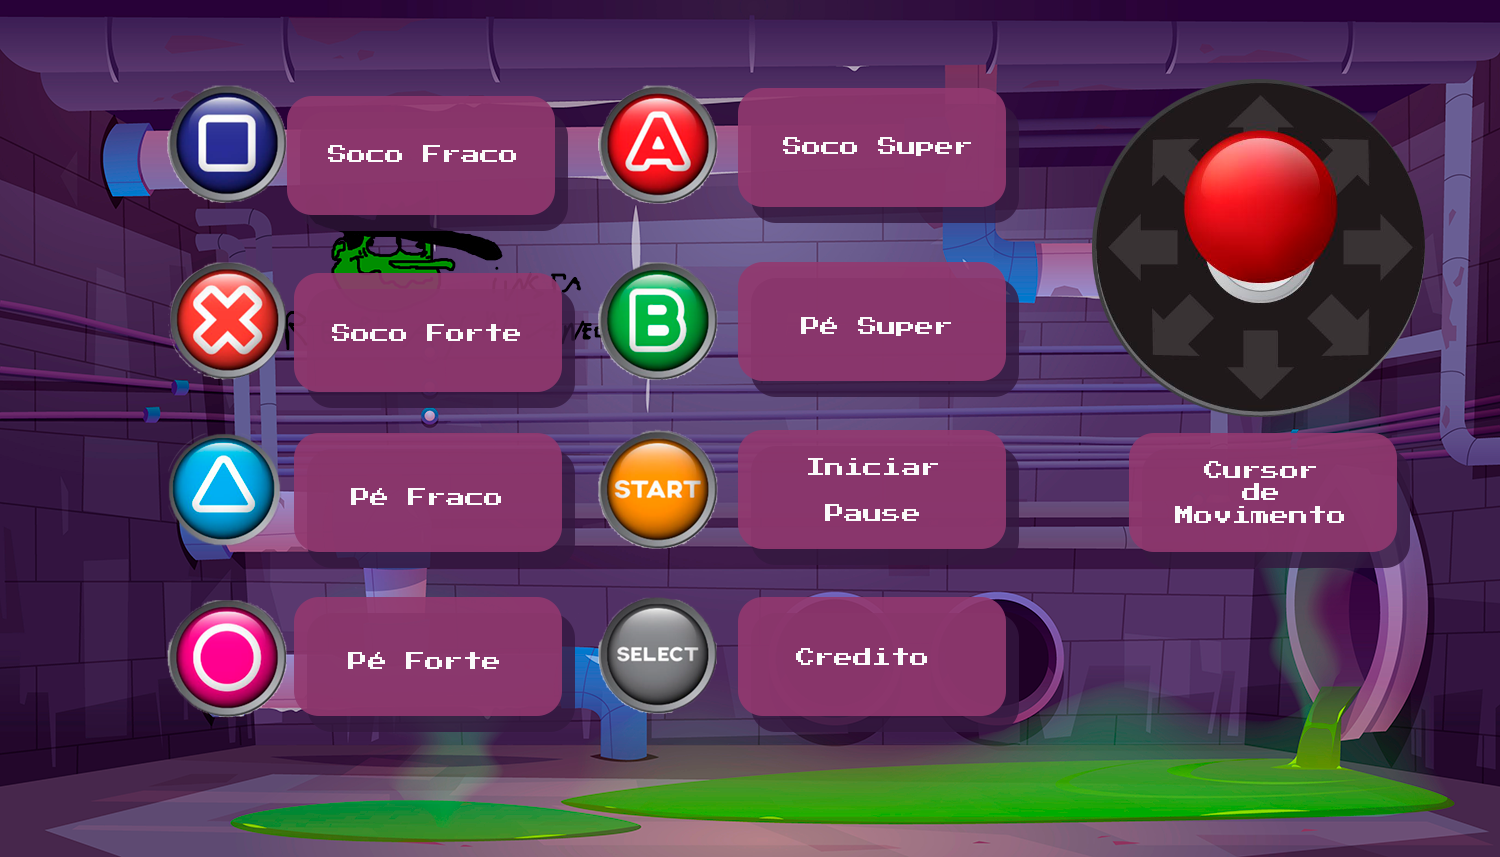 Soco Fraco
A
Soco Super
Soco Forte
B
Pé Super
Pé Fraco
START
Iniciar
Pause
Cursor
de
Movimento
Pé Forte
SELECT
Credito